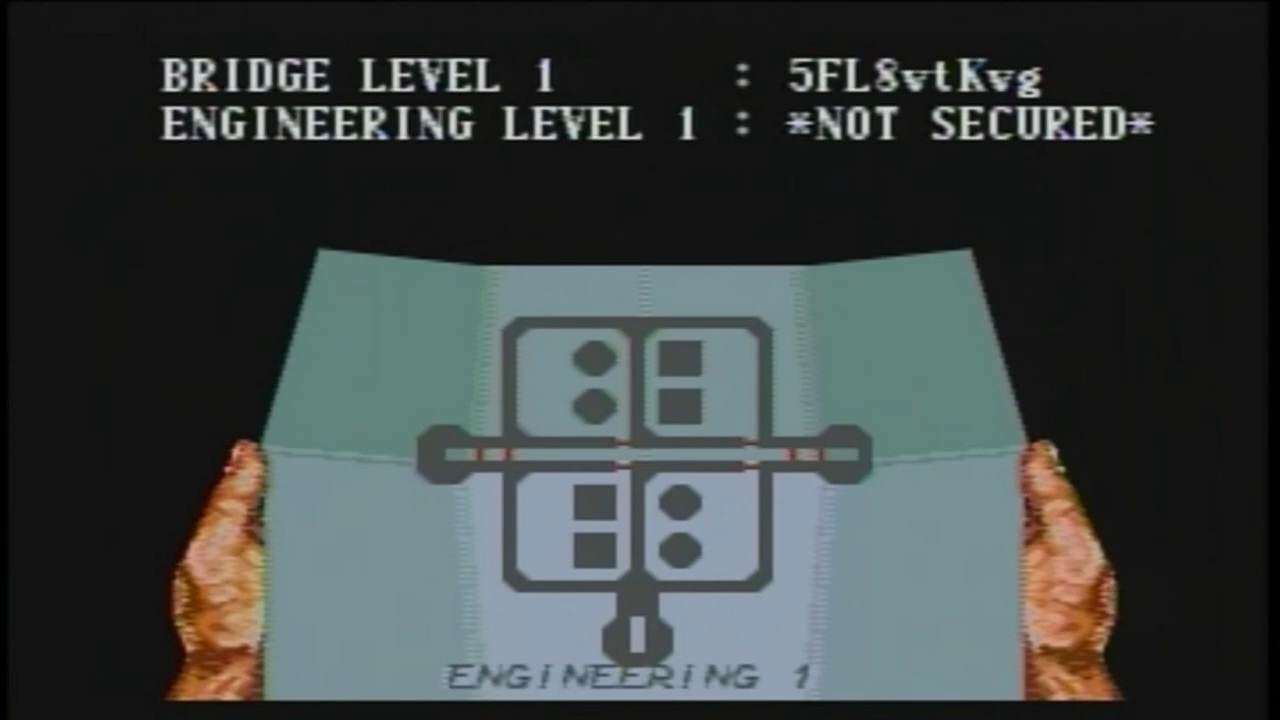 BRIDGE LEVEL 1 : 5FL8vtKvg
ENGINEERING LEVEL 1 : *NOT SECURED*
ENGINEERING 1